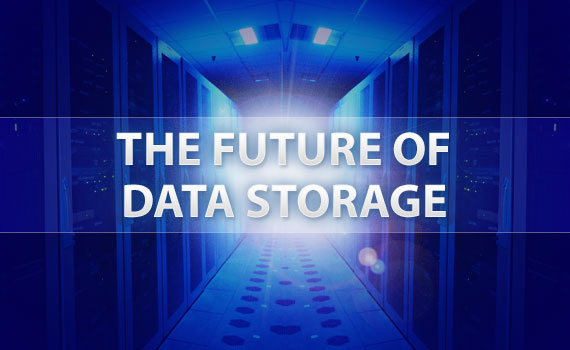 THE FUTURE OF
DATA STORAGE